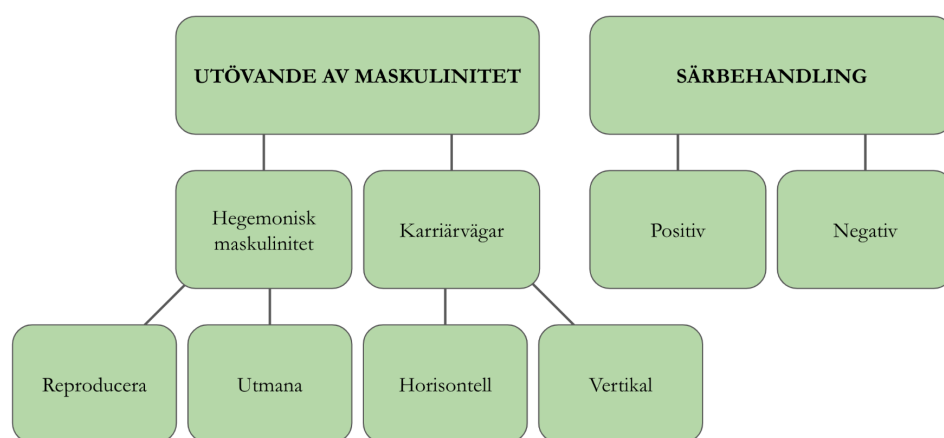 UTÖVANDE AV MASKULINITET
SÄRBEHANDLING
Hegemonisk
maskulinitet
Karriärvägar
Positiv
Negativ
Reproducera
Utmana
Horisontell
Vertikal